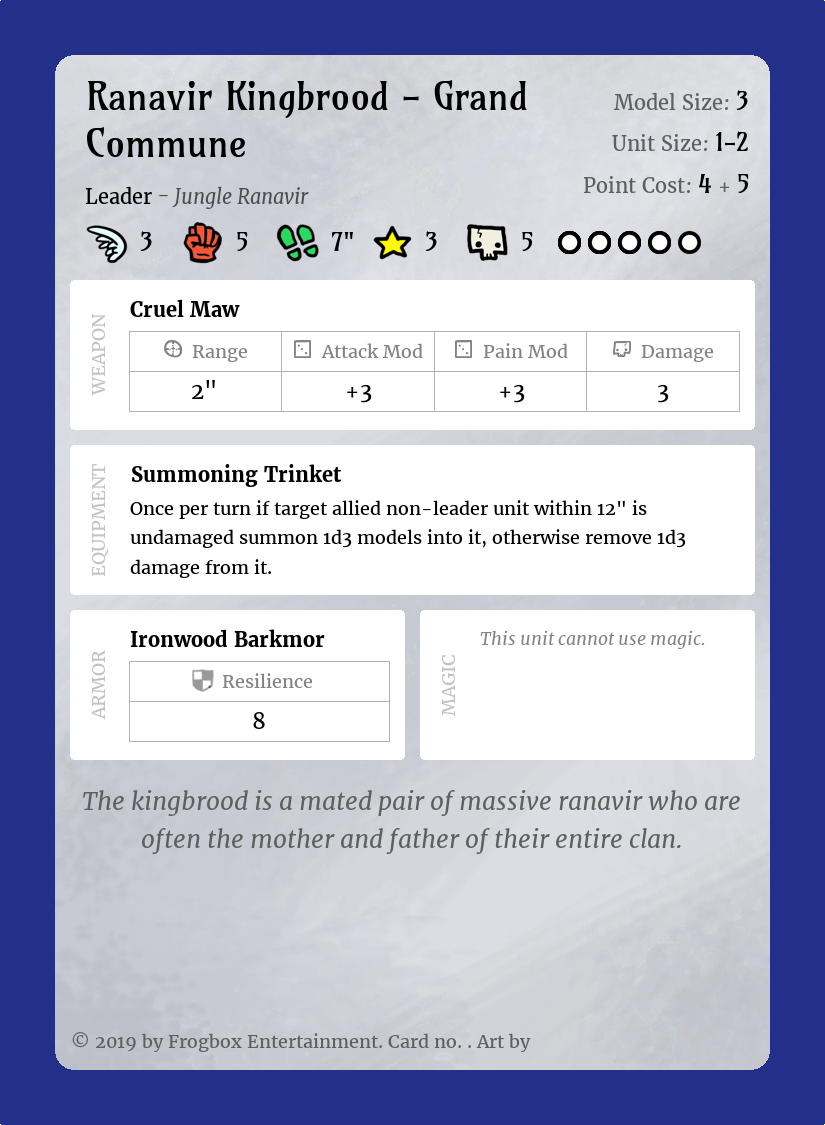 Ranavir Kingbrood – Grand
Commune
Model Size: 3
Unit Size: 1–2
Point Cost: 4 + 5
Leader – Jungle Ranavir
3 5 7" 3 5
WEAPON
Cruel Maw
Range Attack Mod Pain Mod Damage
2" +3 +3 3
EQUIPMENT
Summoning Trinket
Once per turn if target allied non-leader unit within 12" is
undamaged summon 1d3 models into it, otherwise remove 1d3
damage from it.
ARMOR
Ironwood Barkmor
Resilience
8
MAGIC
This unit cannot use magic.
The kingbrood is a mated pair of massive ranavir who are
often the mother and father of their entire clan.
© 2019 by Frogbox Entertainment. Card no. . Art by